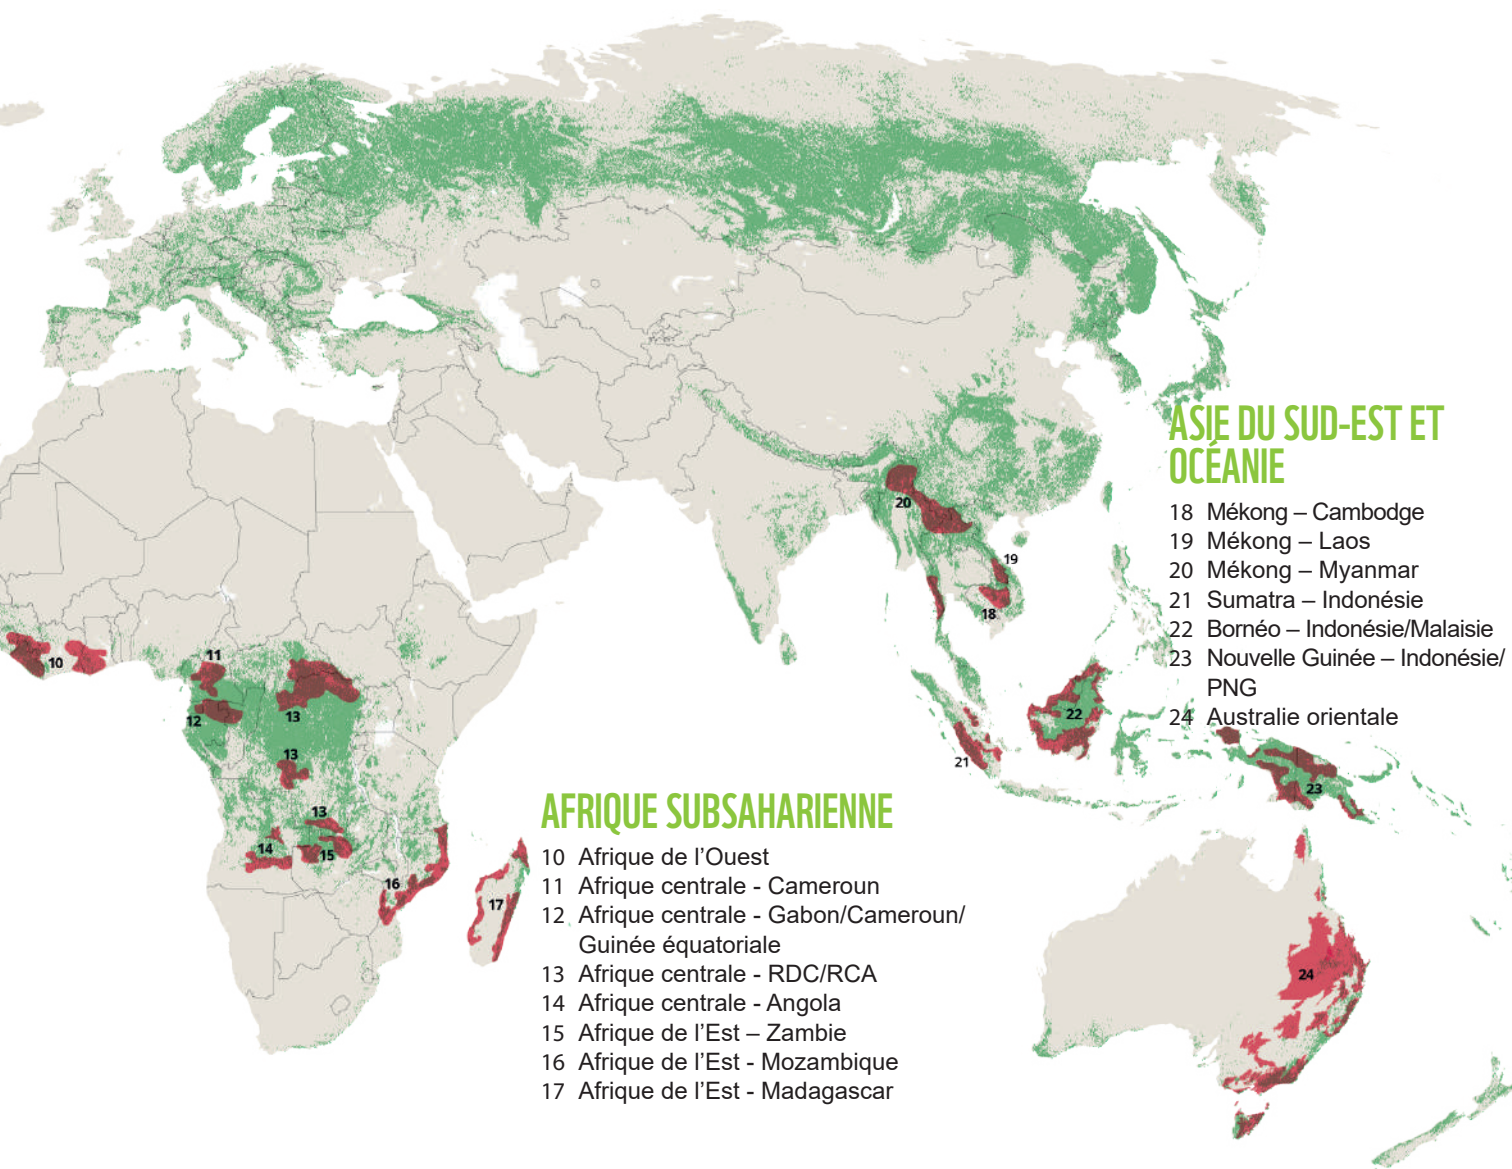 ASIE DU SUD-EST ET
OCÉANIE
18 Mékong – Cambodge
19 Mékong – Laos
20 Mékong – Myanmar
21 Sumatra – Indonésie
22 Bornéo – Indonésie/Malaisie
23 Nouvelle Guinée – Indonésie/
PNG
24 Australie orientale
AFRIQUE SUBSAHARIENNE
10 Afrique de l’Ouest
11 Afrique centrale - Cameroun
12 Afrique centrale - Gabon/Cameroun/
Guinée équatoriale
13 Afrique centrale - RDC/RCA
14 Afrique centrale - Angola
15 Afrique de l’Est – Zambie
16 Afrique de l’Est - Mozambique
17 Afrique de l’Est - Madagascar
20
19
18
10
11
12
13
13
13
14
15
16
17
21
22
23
24